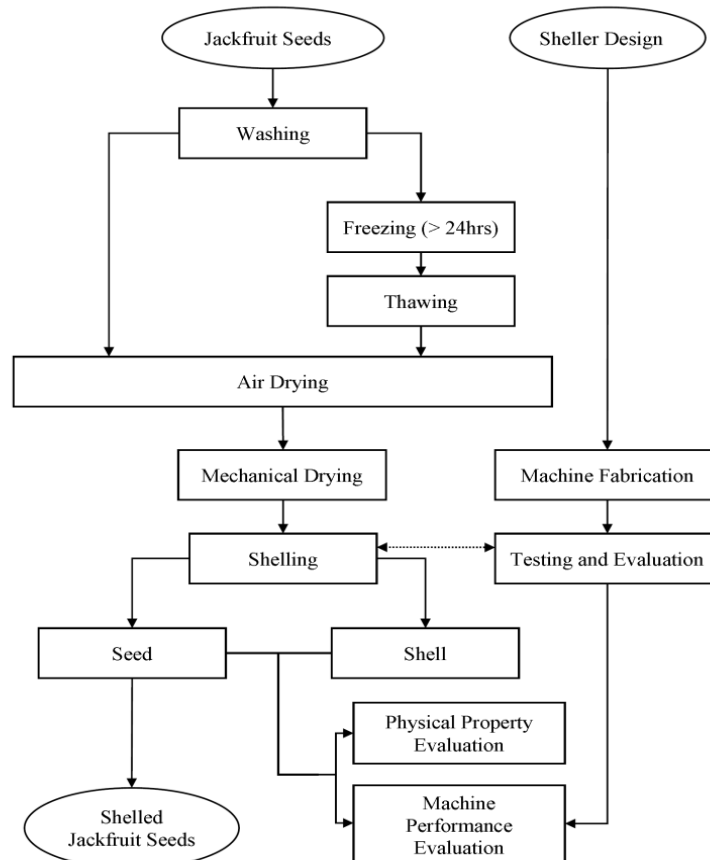 Jackfruit Seeds
Sheller Design
Washing
Freezing (> 24hrs)
Thawing
Air Drying
Mechanical Drying
Machine Fabrication
Shelling
Testing and Evaluation
Seed
Shell
Physical Property
Evaluation
Shelled
Jackfruit Seeds
Machine
Performance
Evaluation